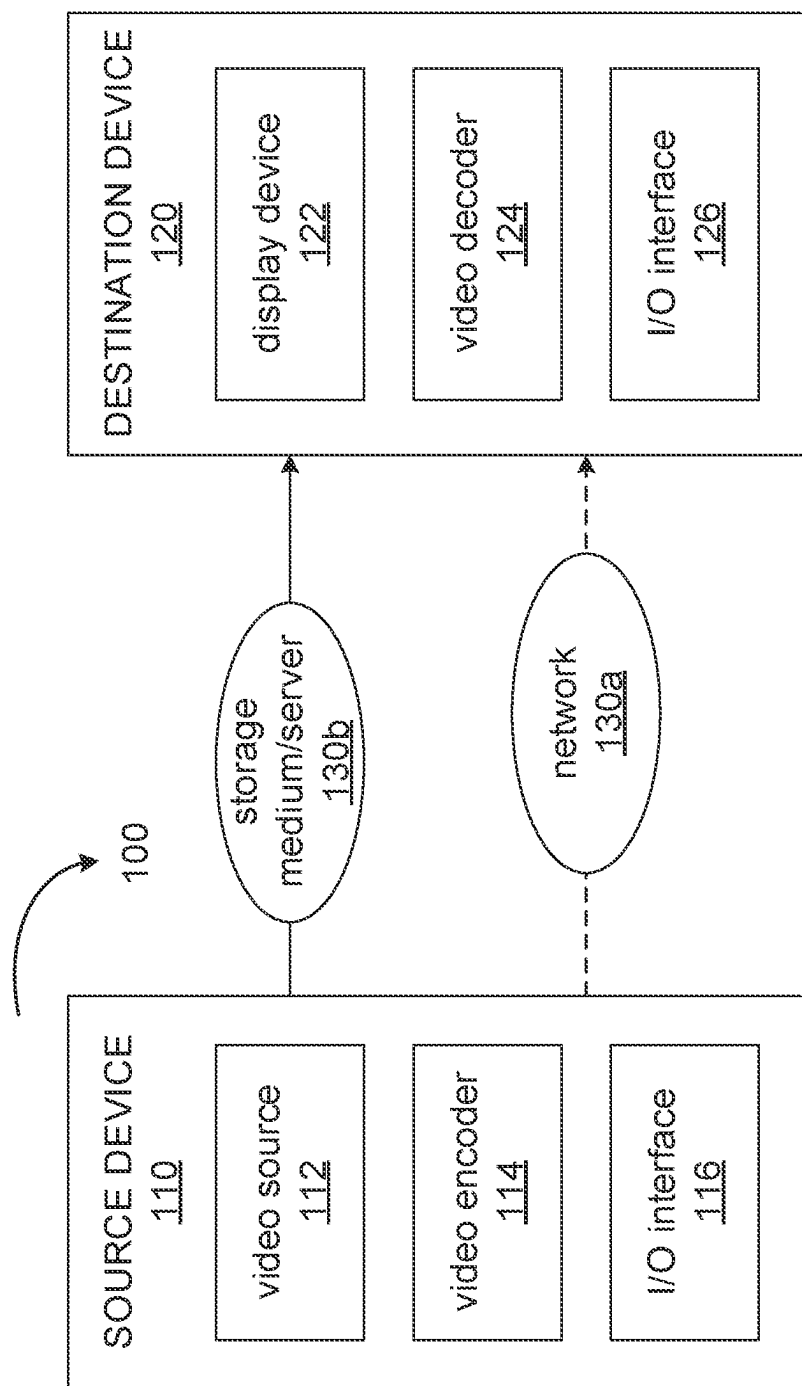 100
SOURCE DEVICE
110
video source
112
video encoder
114
I/O interface
116
storage
medium/server
130b
network
130a
DESTINATION DEVICE
120
display device
122
video decoder
124
I/O interface
126